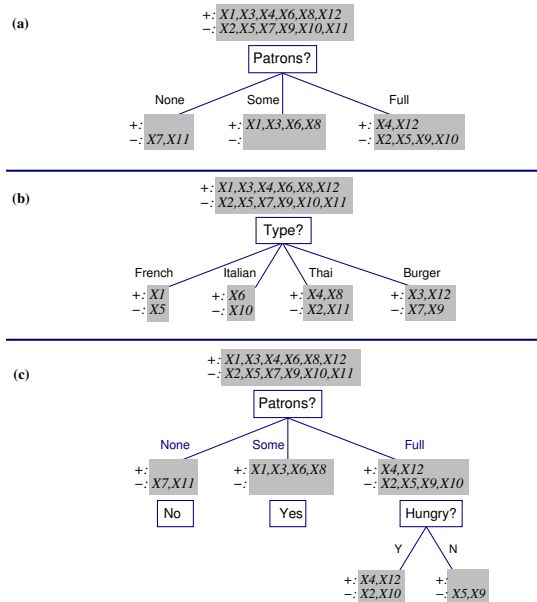 (a)
+: X1,X3,X4,X6,X8,X12
−: X2,X5,X7,X9,X10,X11
Patrons?
None Some Full
+: +: X1,X3,X6,X8 +: X4,X12
−: X7,X11 −: −: X2,X5,X9,X10
(b)
+: X1,X3,X4,X6,X8,X12
−: X2,X5,X7,X9,X10,X11
Type?
French Italian Thai Burger
+: X1 +: X6 +: X4,X8 +: X3,X12
−: X5 −: X10 −: X2,X11 −: X7,X9
(c)
+: X1,X3,X4,X6,X8,X12
−: X2,X5,X7,X9,X10,X11
Patrons?
None Some Full
+: +: X1,X3,X6,X8 +: X4,X12
−: X7,X11 −: −: X2,X5,X9,X10
No Yes Hungry?
Y N
+: X4,X12 +:
−: X2,X10 −: X5,X9